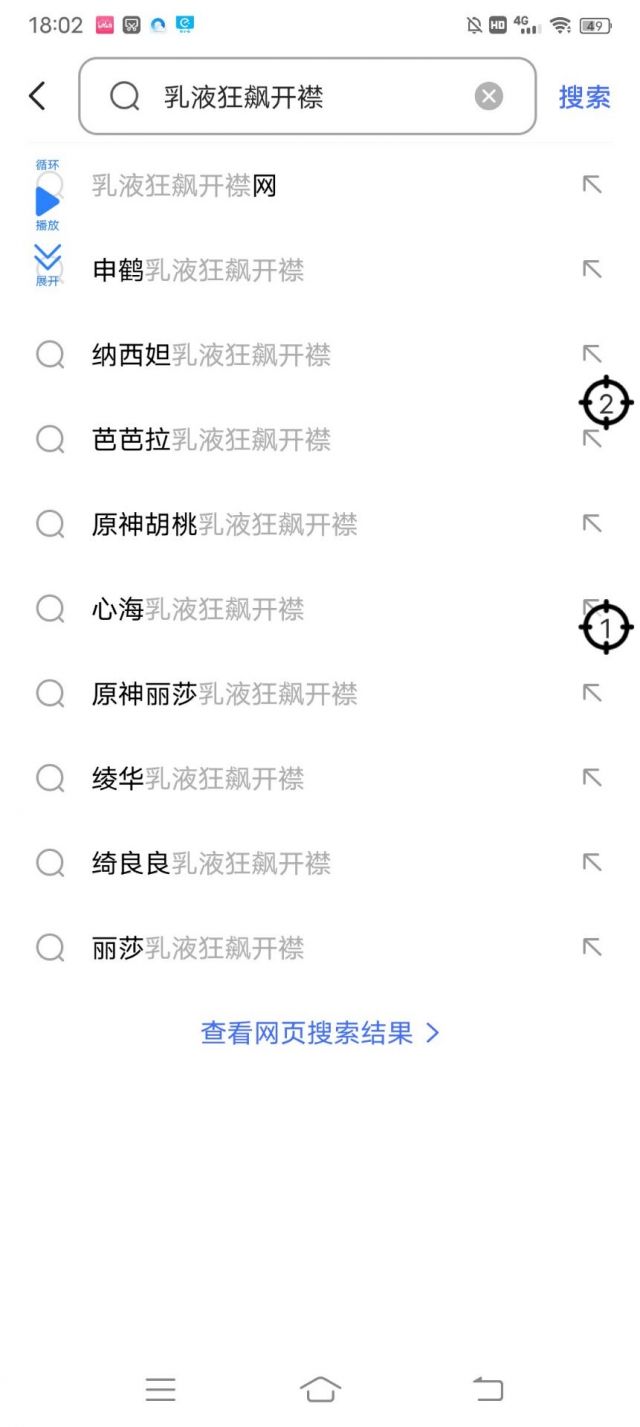 18:02 HD 4G 49
乳液狂飙开襟 搜索
循环
乳液狂飙开襟网
播放
申鹤乳液狂飙开襟
展开
纳西妲乳液狂飙开襟
2
芭芭拉乳液狂飙开襟
原神胡桃乳液狂飙开襟
心海乳液狂飙开襟
1
原神丽莎乳液狂飙开襟
绫华乳液狂飙开襟
绮良良乳液狂飙开襟
丽莎乳液狂飙开襟
查看网页搜索结果